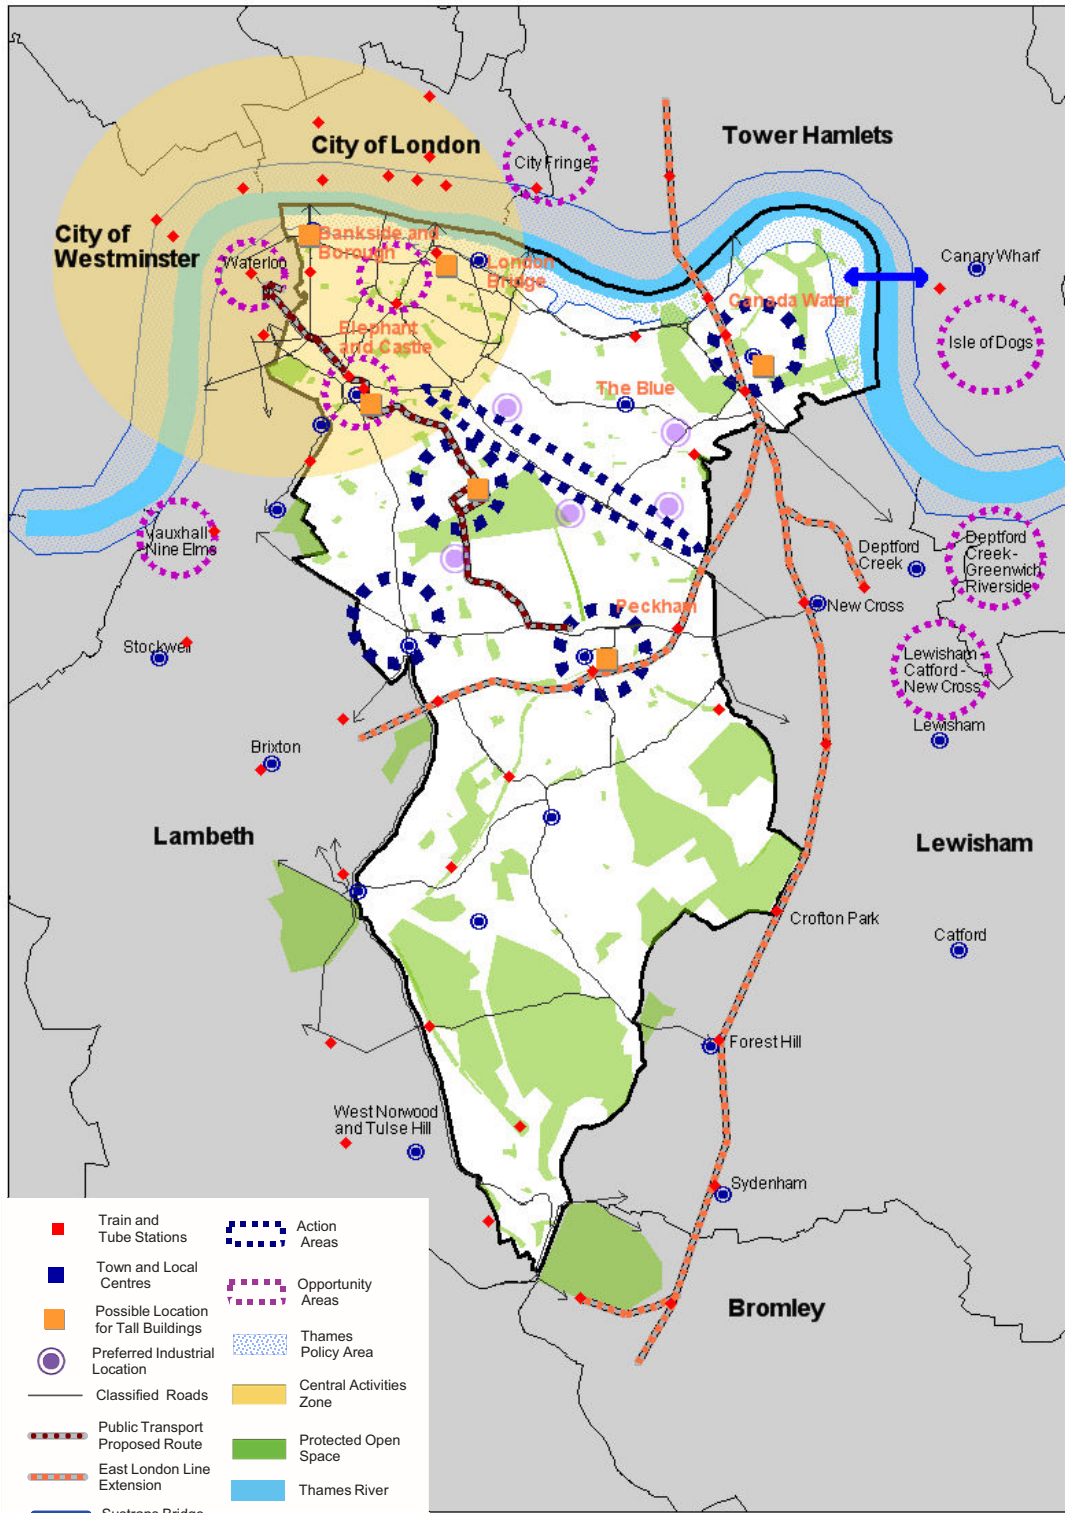 City of London
Tower Hamlets
City Fringe
City of
Westminster
Waterloo
Bankside and
Borough
London
Bridge
Canary Wharf
Canada Water
Elephant
and Castle
Isle of Dogs
The Blue
Vauxhall
Nine Elms
Deptford
Creek
Deptford
Creek-
Greenwich
Riverside
Peckham
New Cross
Stockwell
Lewisham
Catford -
New Cross
Lewisham
Brixton
Lambeth
Lewisham
Crofton Park
Catford
Forest Hill
West Norwood
and Tulse Hill
Sydenham
Bromley
Train and
Tube Stations
Town and Local
Centres
Possible Location
for Tall Buildings
Preferred Industrial
Location
Classified Roads
Public Transport
Proposed Route
East London Line
Extension
Sustrans Bridge
Action
Areas
Opportunity
Areas
Thames
Policy Area
Central Activities
Zone
Protected Open
Space
Thames River